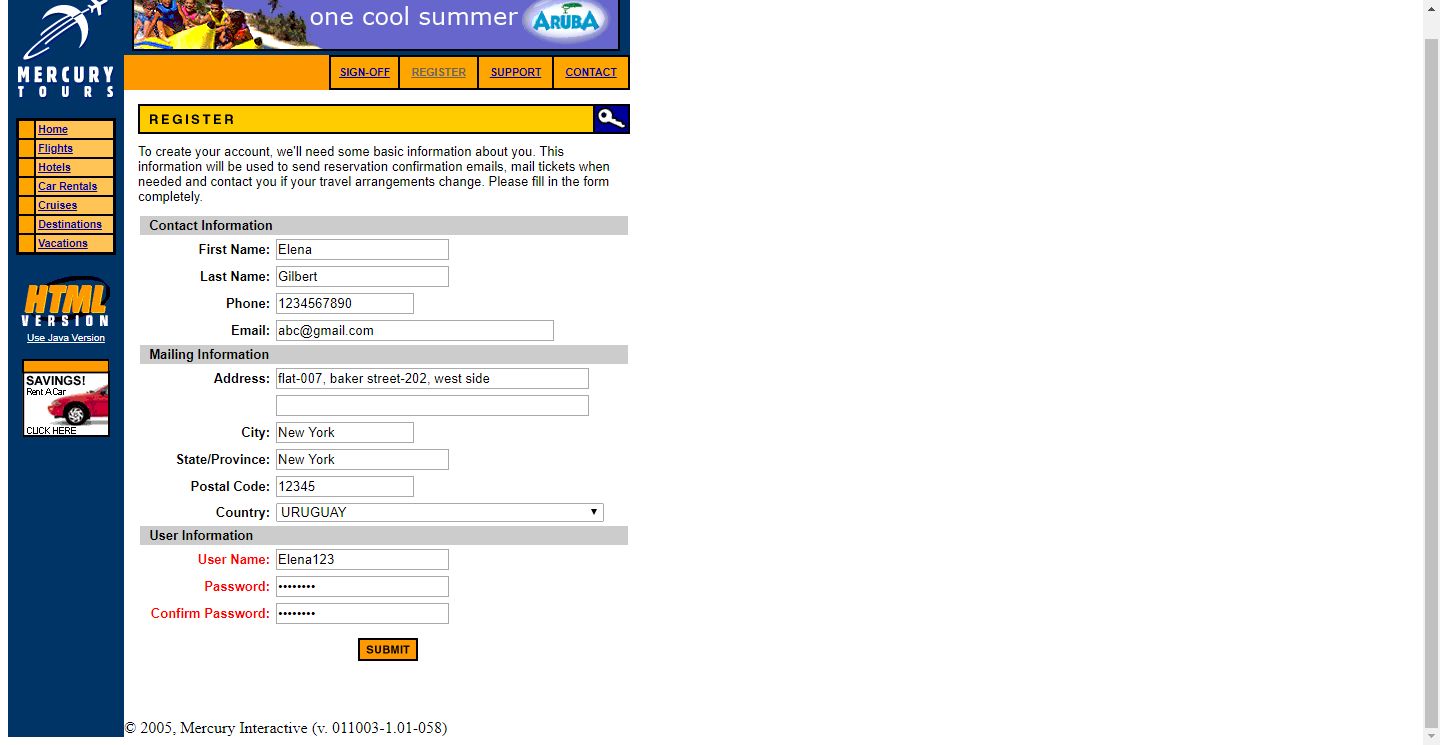 one cool summer ARUBA
MERCURY
TOURS
SIGN-OFF REGISTER SUPPORT CONTACT
REGISTER
Home
Flights
Hotels
Car Rentals
Cruises
Destinations
Vacations
HTML
VERSION
Use Java Version
SAVINGS!
Rent A Car
CLICK HERE
To create your account, we'll need some basic information about you. This
information will be used to send reservation confirmation emails, mail tickets when
needed and contact you if your travel arrangements change. Please fill in the form
completely.
Contact Information
First Name: Elena
Last Name: Gilbert
Phone: 1234567890
Email: abc@gmail.com
Mailing Information
Address: flat-007, baker street-202, west side
City: New York
State/Province: New York
Postal Code: 12345
Country: URUGUAY
User Information
User Name: Elena123
Password: ••••••••
Confirm Password: ••••••••
SUBMIT
© 2005, Mercury Interactive (v. 011003-1.01-058)